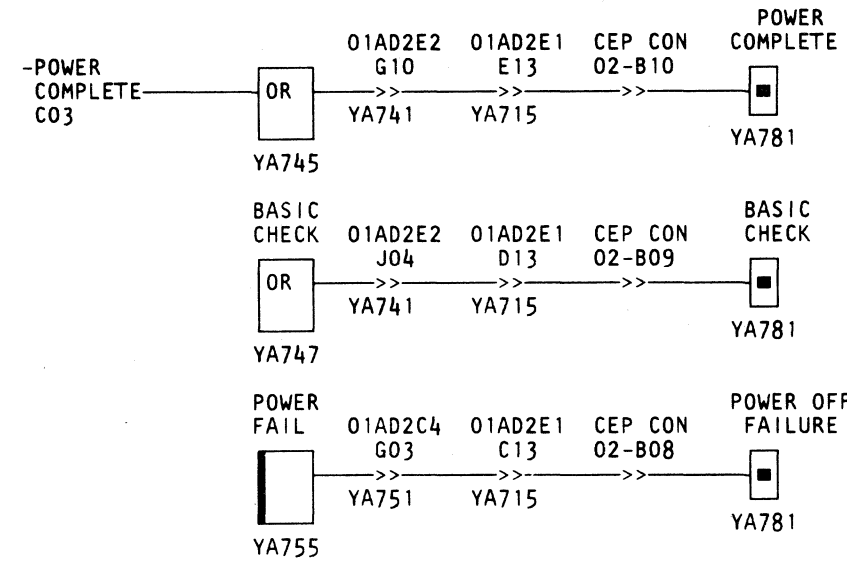 POWER
01AD2E2 01AD2E1 CEP CON COMPLETE
-POWER G10 E13 02-B10
COMPLETE OR >> >> >>
C03 YA741 YA715
YA781
YA745
BASIC BASIC
CHECK 01AD2E2 01AD2E1 CEP CON CHECK
J04 D13 02-B09
OR >> >> >>
YA741 YA715
YA781
YA747
POWER POWER OFF
FAIL 01AD2C4 01AD2E1 CEP CON FAILURE
G03 C13 02-B08
>> >> >>
YA751 YA715
YA781
YA755